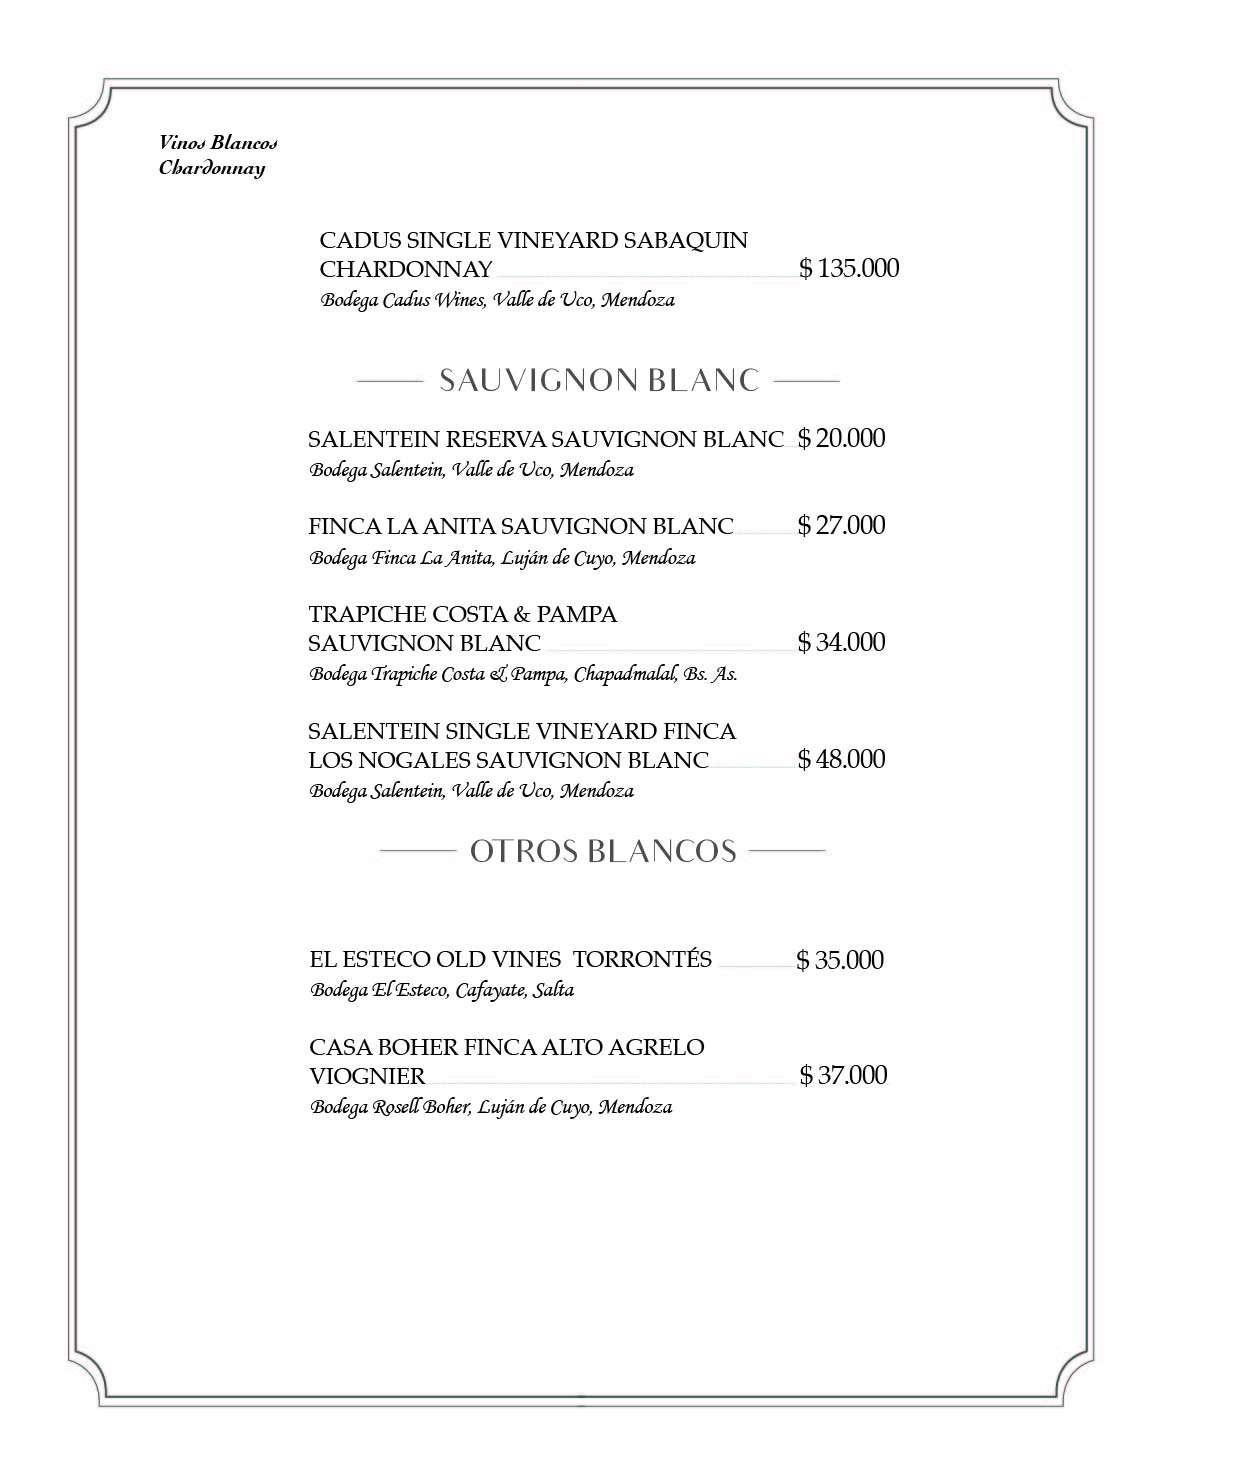 Vinos Blancos
Chardonnay
CADUS SINGLE VINEYARD SABAQUIN
CHARDONNAY $ 135.000
Bodega Cadus Wines, Valle de Uco, Mendoza
SAUVIGNON BLANC
SALENTEIN RESERVA SAUVIGNON BLANC $ 20.000
Bodega Salentein, Valle de Uco, Mendoza
FINCA LA ANITA SAUVIGNON BLANC $ 27.000
Bodega Finca La Anita, Luján de Cuyo, Mendoza
TRAPICHE COSTA & PAMPA
SAUVIGNON BLANC $ 34.000
Bodega Trapiche Costa & Pampa, Chapadmalal, Bs. As.
SALENTEIN SINGLE VINEYARD FINCA
LOS NOGALES SAUVIGNON BLANC $ 48.000
Bodega Salentein, Valle de Uco, Mendoza
OTROS BLANCOS
EL ESTECO OLD VINES TORRONTÉS $ 35.000
Bodega El Esteco, Cafayate, Salta
CASA BOHER FINCA ALTO AGRELO
VIOGNIER $ 37.000
Bodega Rosell Boher, Luján de Cuyo, Mendoza